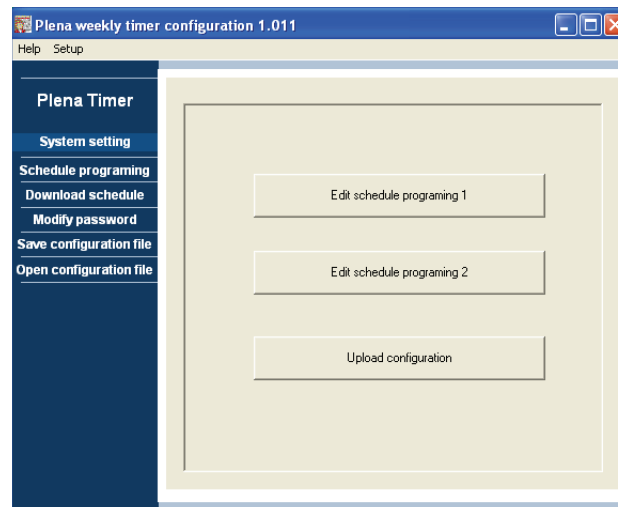 Plena weekly timer configuration 1.011
Help Setup
Plena Timer
System setting
Schedule programing
Download schedule
Modify password
Save configuration file
Open configuration file
Edit schedule programing 1
Edit schedule programing 2
Upload configuration